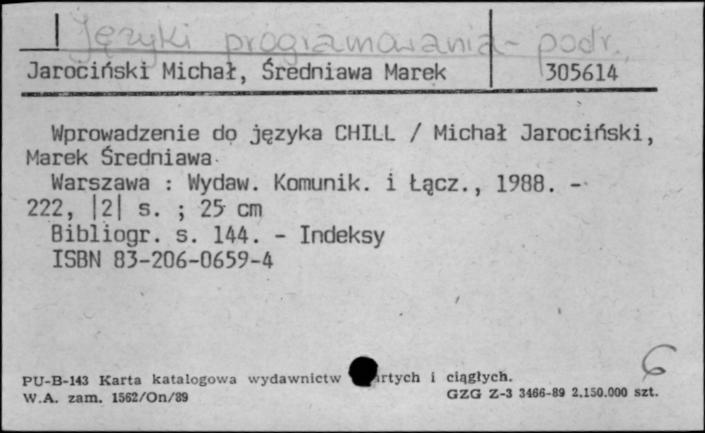 Języki programowania - podr.
Jarociński Michał, Średniawa Marek 305614
Wprowadzenie do języka CHILL / Michał Jarociński,
Marek Średniawa.
Warszawa : Wydaw. Komunik. i Łącz., 1988. -
222, |2| s. ; 25 cm
Bibliogr. s. 144. - Indeksy
ISBN 83-206-0659-4
6
PU-B-143 Karta katalogowa wydawnictw i ciągłych.
W.A. zam. 1562/On/89 GZG Z-3 3466-89 2.150.000 szt.